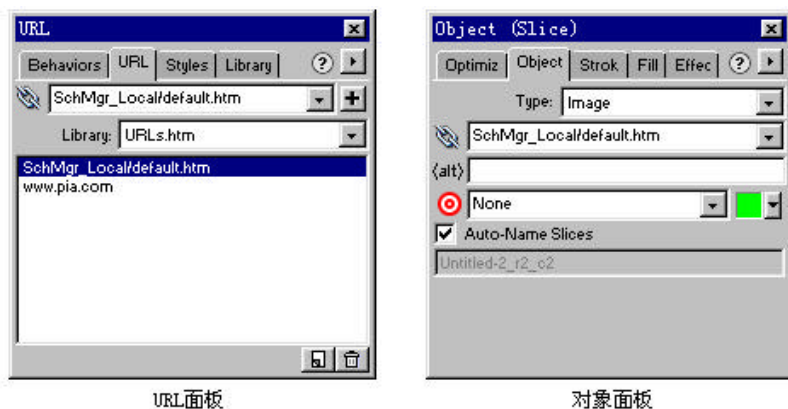 URL
Behaviors URL Styles Library ?
SchMgr_Local/default.htm
Library: URLs.htm
SchMgr_Local/default.htm
www.pia.com
URL面板
Object (Slice)
Optimiz Object Strok Fill Effec ?
Type: Image
SchMgr_Local/default.htm
<alt>
None
Auto-Name Slices
Untitled-2_r2_c2
对象面板